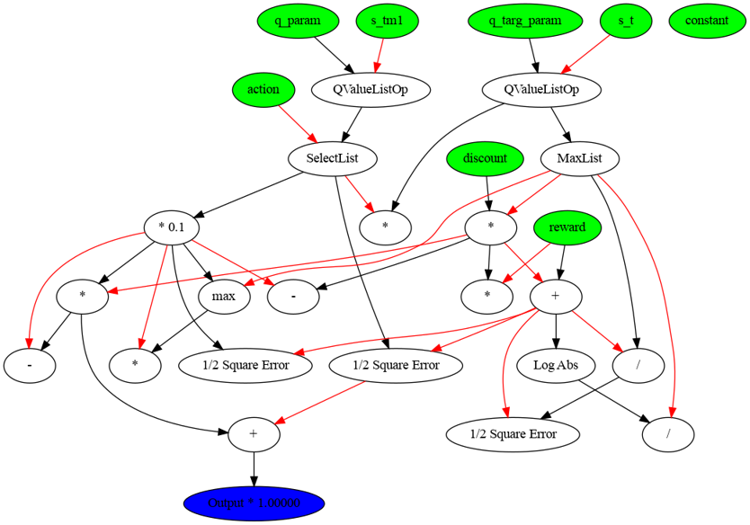 q_param
s_tm1
q_targ_param
s_t
constant
action
QValueListOp
QValueListOp
SelectList
discount
MaxList
* 0.1
*
*
reward
*
max
-
*
+
-
*
1/2 Square Error
1/2 Square Error
Log Abs
/
+
1/2 Square Error
/
Output * 1.00000